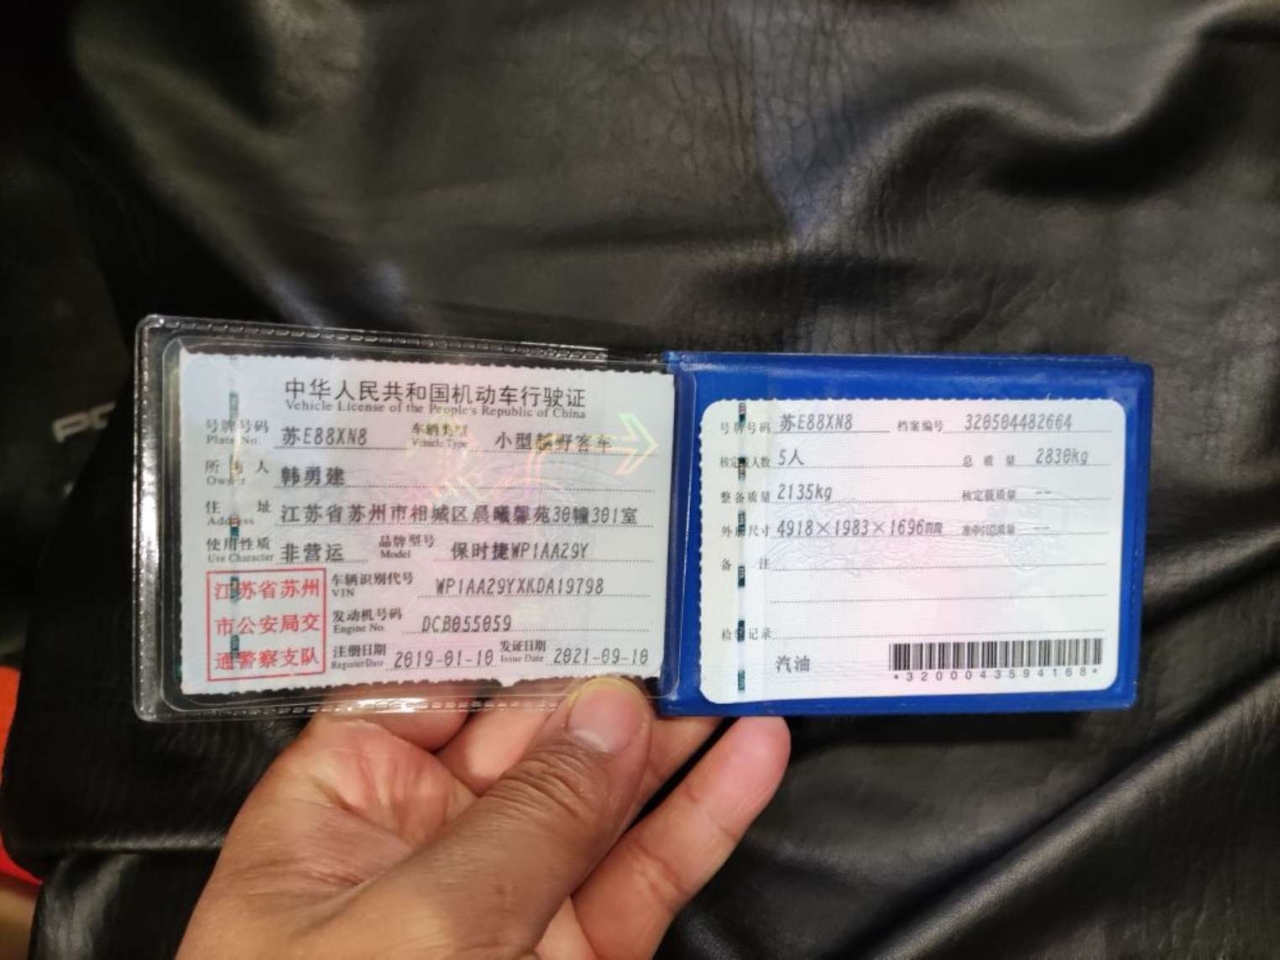 中华人民共和国机动车行驶证
Vehicle License of the People's Republic of China
号牌号码 苏E88XN8 车辆类型 小型越野客车
Plate No. Vehicle Type
所有人 韩勇建
Owner
住址 江苏省苏州市相城区晨曦馨苑30幢301室
Address
使用性质 非营运 品牌型号 保时捷WP1AA29Y
Use Character Model
江苏省苏州
市公安局交
通警察支队
车辆识别代号 WP1AA29YXKDA19798
VIN
发动机号码 DCB055059
Engine No.
注册日期 2019-01-10 发证日期 2021-09-10
Register Date Issue Date
号牌号码 苏E88XN8 档案编号 320504482664
核定载人数 5人 总质量 2830kg
整备质量 2135kg 核定载质量 --
外廓尺寸 4918×1983×1696mm 准牵引总质量 --
备注
检验记录
汽油
*3200043594168*